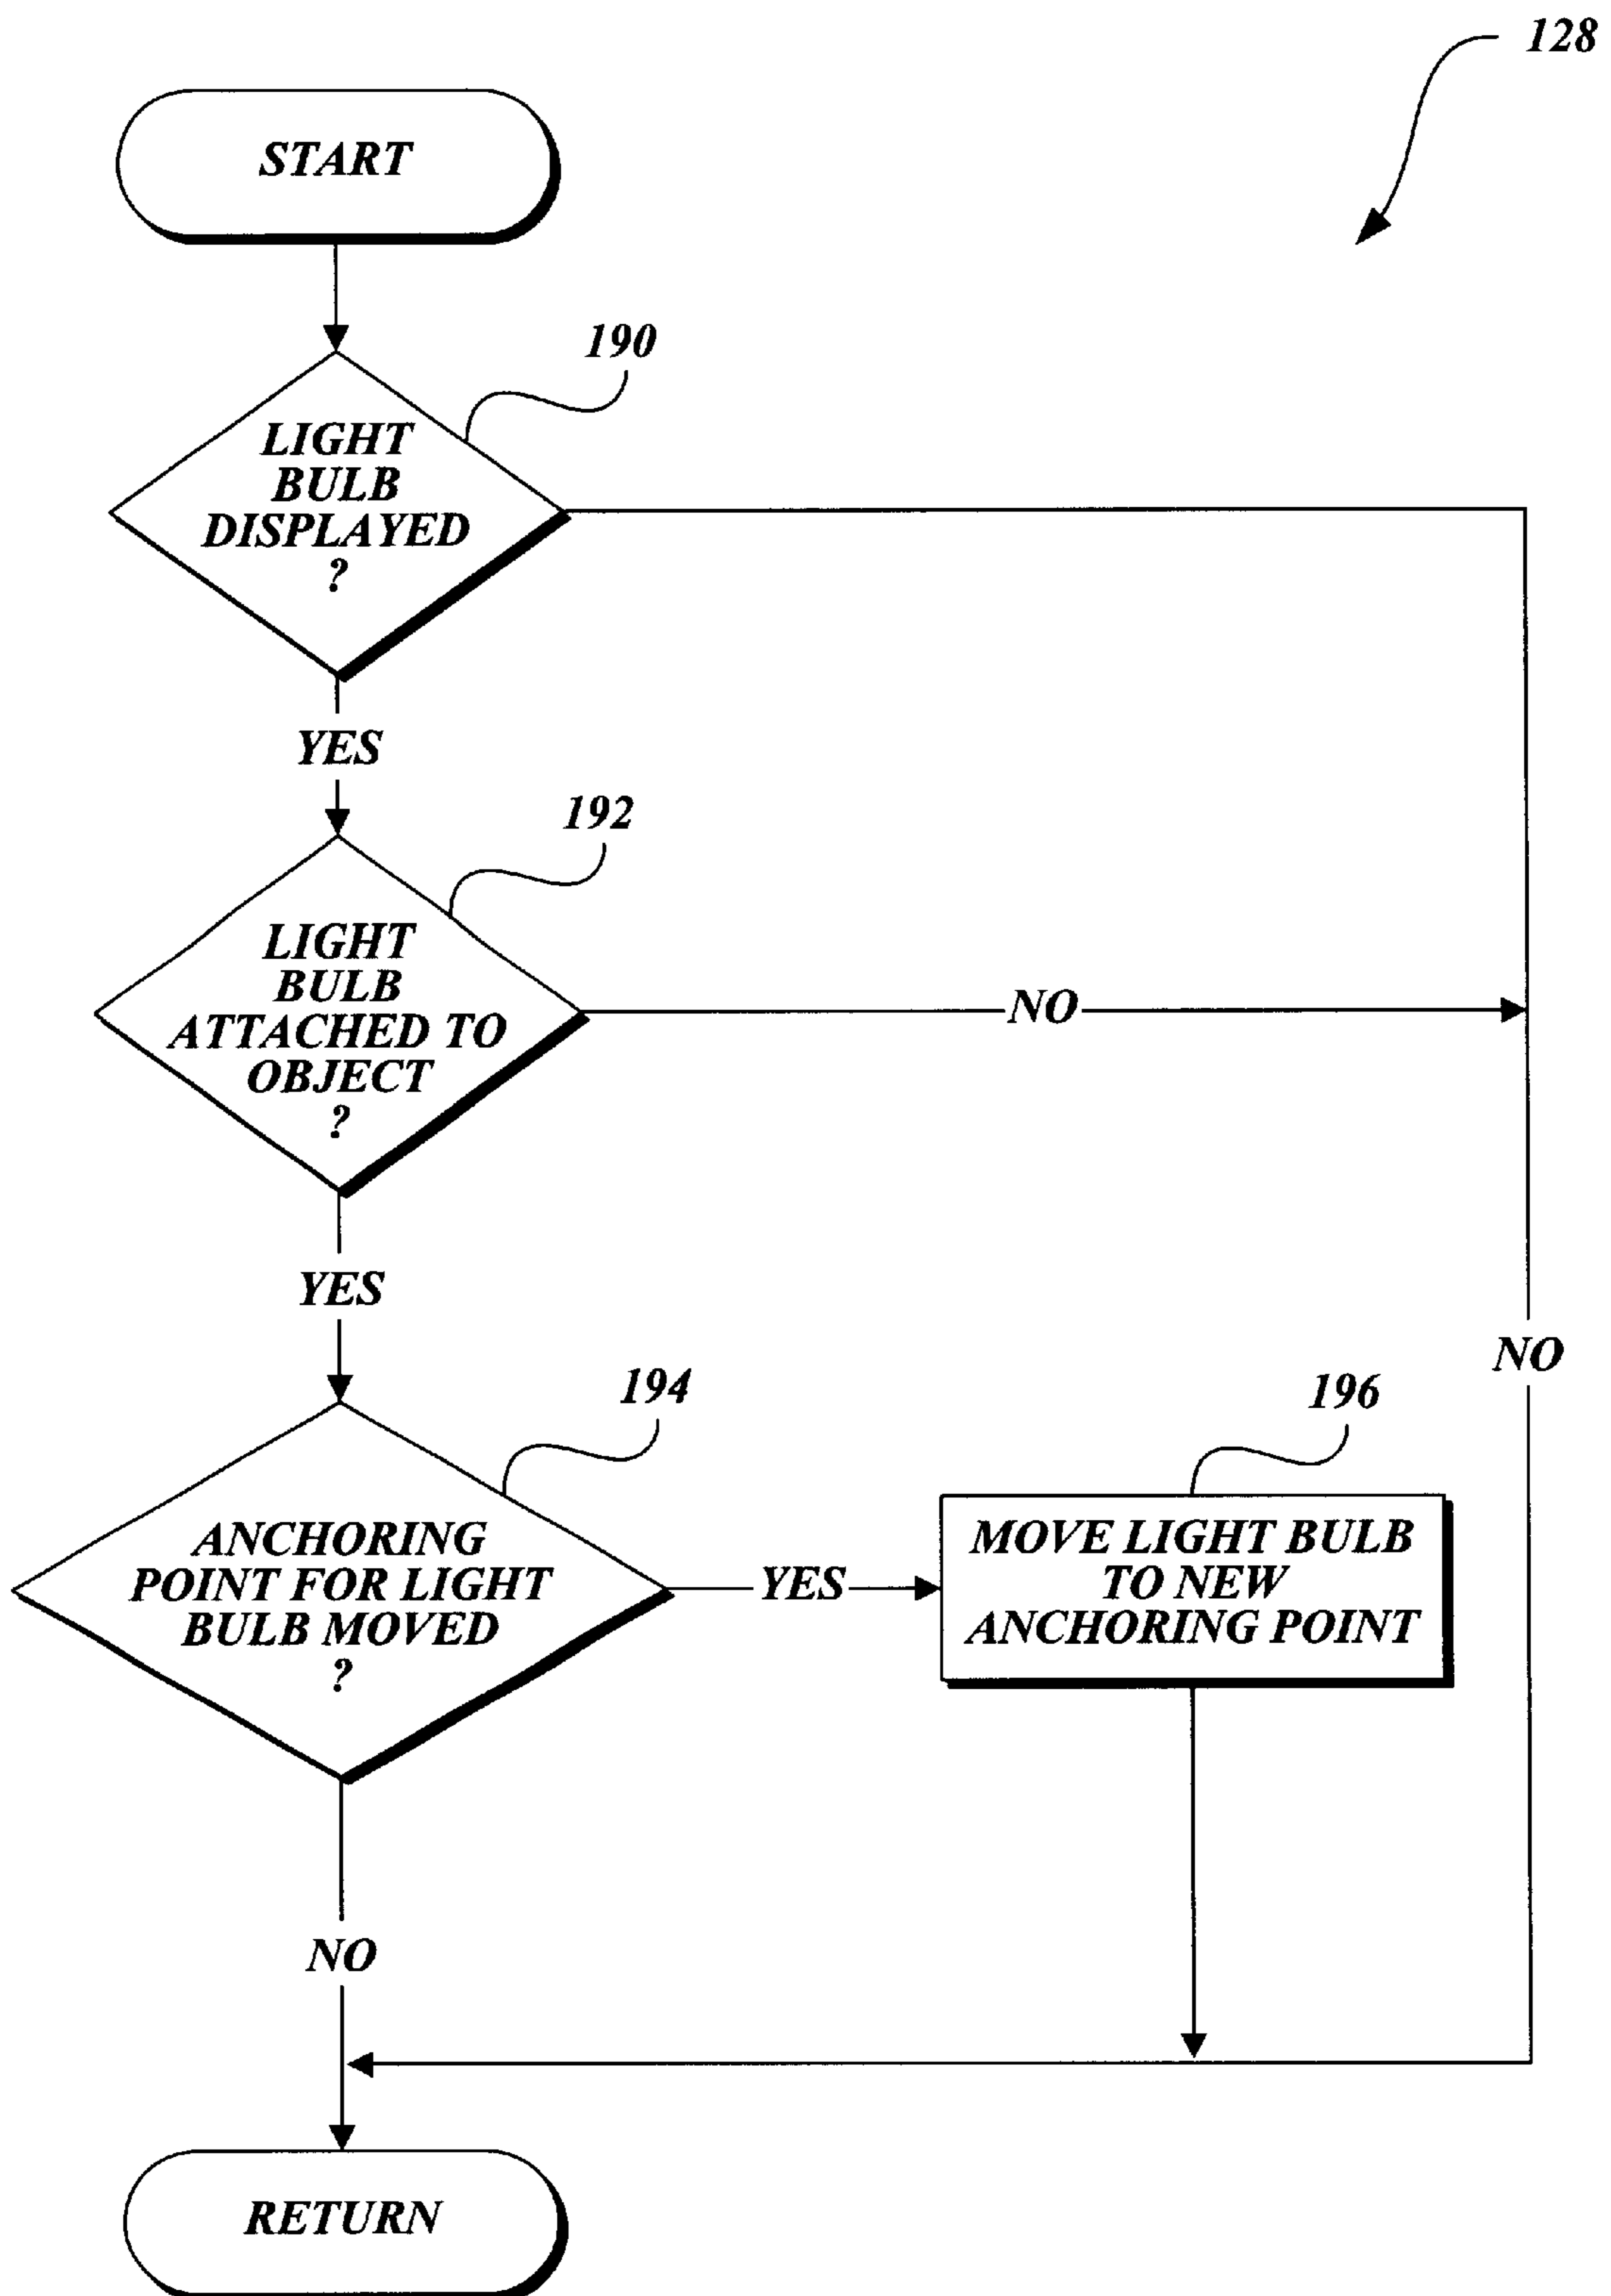 128
START
190
LIGHT
BULB
DISPLAYED
?
YES
192
LIGHT
BULB
ATTACHED TO
OBJECT
?
NO
YES
NO
194
196
ANCHORING
POINT FOR LIGHT
BULB MOVED
?
YES
MOVE LIGHT BULB
TO NEW
ANCHORING POINT
NO
RETURN